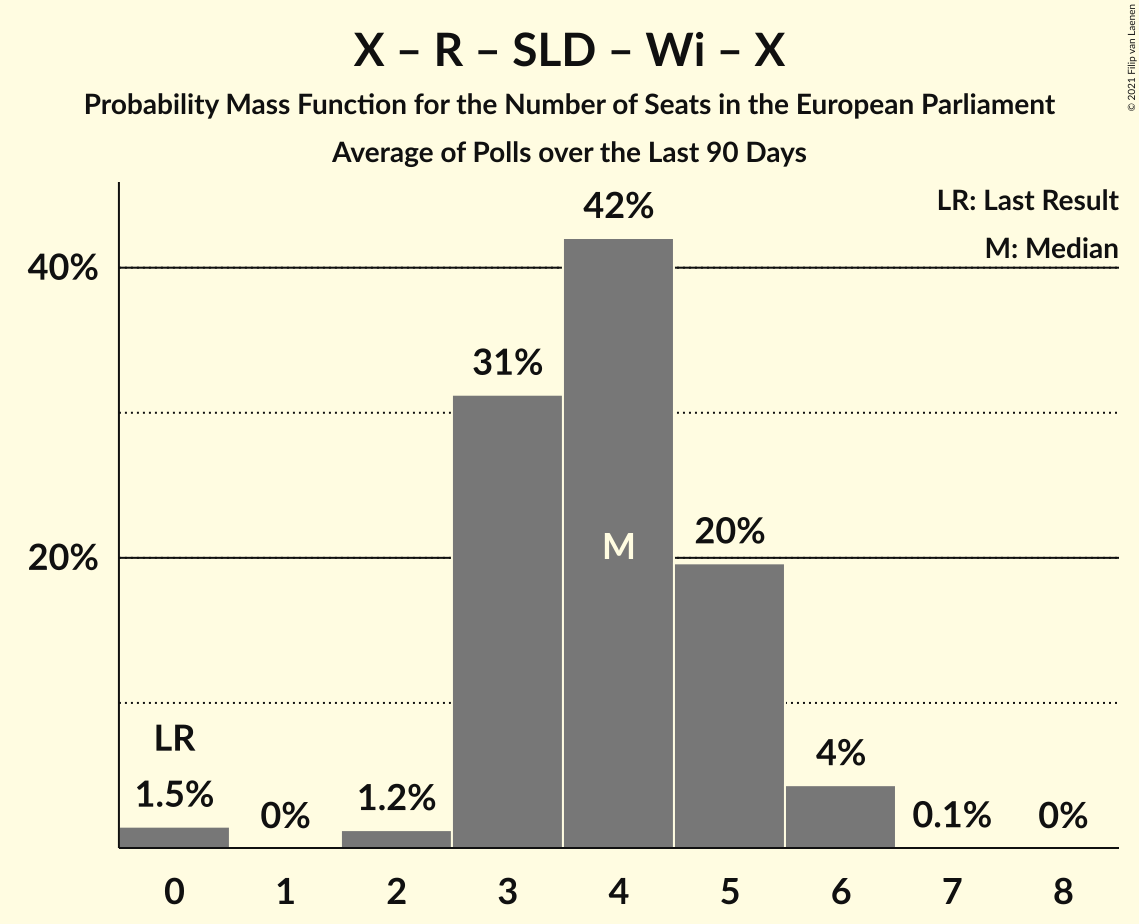 X – R – SLD – Wi – X
Probability Mass Function for the Number of Seats in the European Parliament
Average of Polls over the Last 90 Days
© 2021 Filip van Laenen
LR: Last Result
M: Median
40%
20%
LR
1.5%
0%
1.2%
31%
42%
M
20%
4%
0.1%
0%
0 1 2 3 4 5 6 7 8